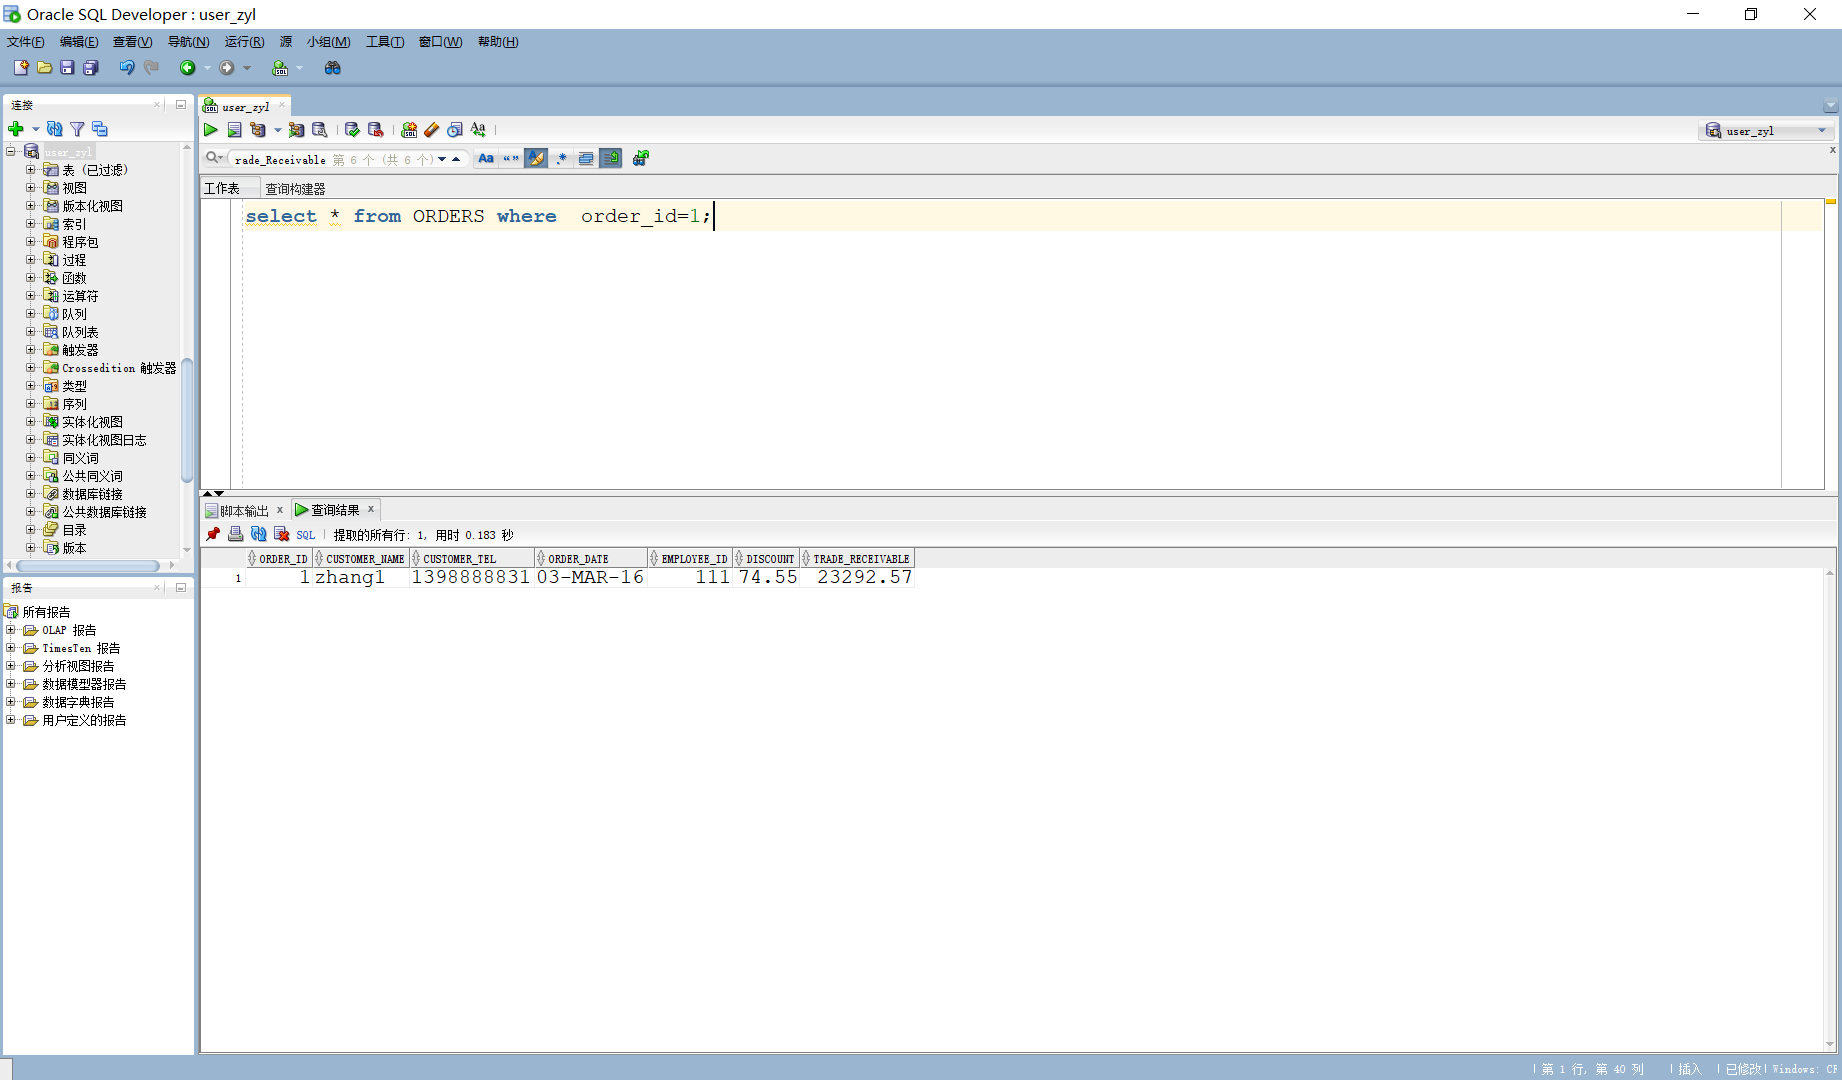 Oracle SQL Developer : user_zyl
文件(F) 编辑(E) 查看(V) 导航(N) 运行(R) 源 小组(M) 工具(T) 窗口(W) 帮助(H)
连接
user_zyl
表 (已过滤)
视图
版本化视图
索引
程序包
过程
函数
运算符
队列
队列表
触发器
Crossedition 触发器
类型
序列
实体化视图
实体化视图日志
同义词
公共同义词
数据库链接
公共数据库链接
目录
版本
报告
所有报告
OLAP 报告
TimesTen 报告
分析视图报告
数据模型器报告
数据字典报告
用户定义的报告
user_zyl
Aa
user_zyl
rade_Receivable 第 6 个 (共 6 个)
Aa “” .*
工作表 查询构建器
select * from ORDERS where  order_id=1;
脚本输出 查询结果
SQL 提取的所有行: 1, 用时 0.183 秒
ORDER_ID CUSTOMER_NAME CUSTOMER_TEL ORDER_DATE EMPLOYEE_ID DISCOUNT TRADE_RECEIVABLE
1 1 zhang1 1398888831 03-MAR-16 111 74.55 23292.57
第 1 行, 第 40 列 插入 已修改 Windows: CF